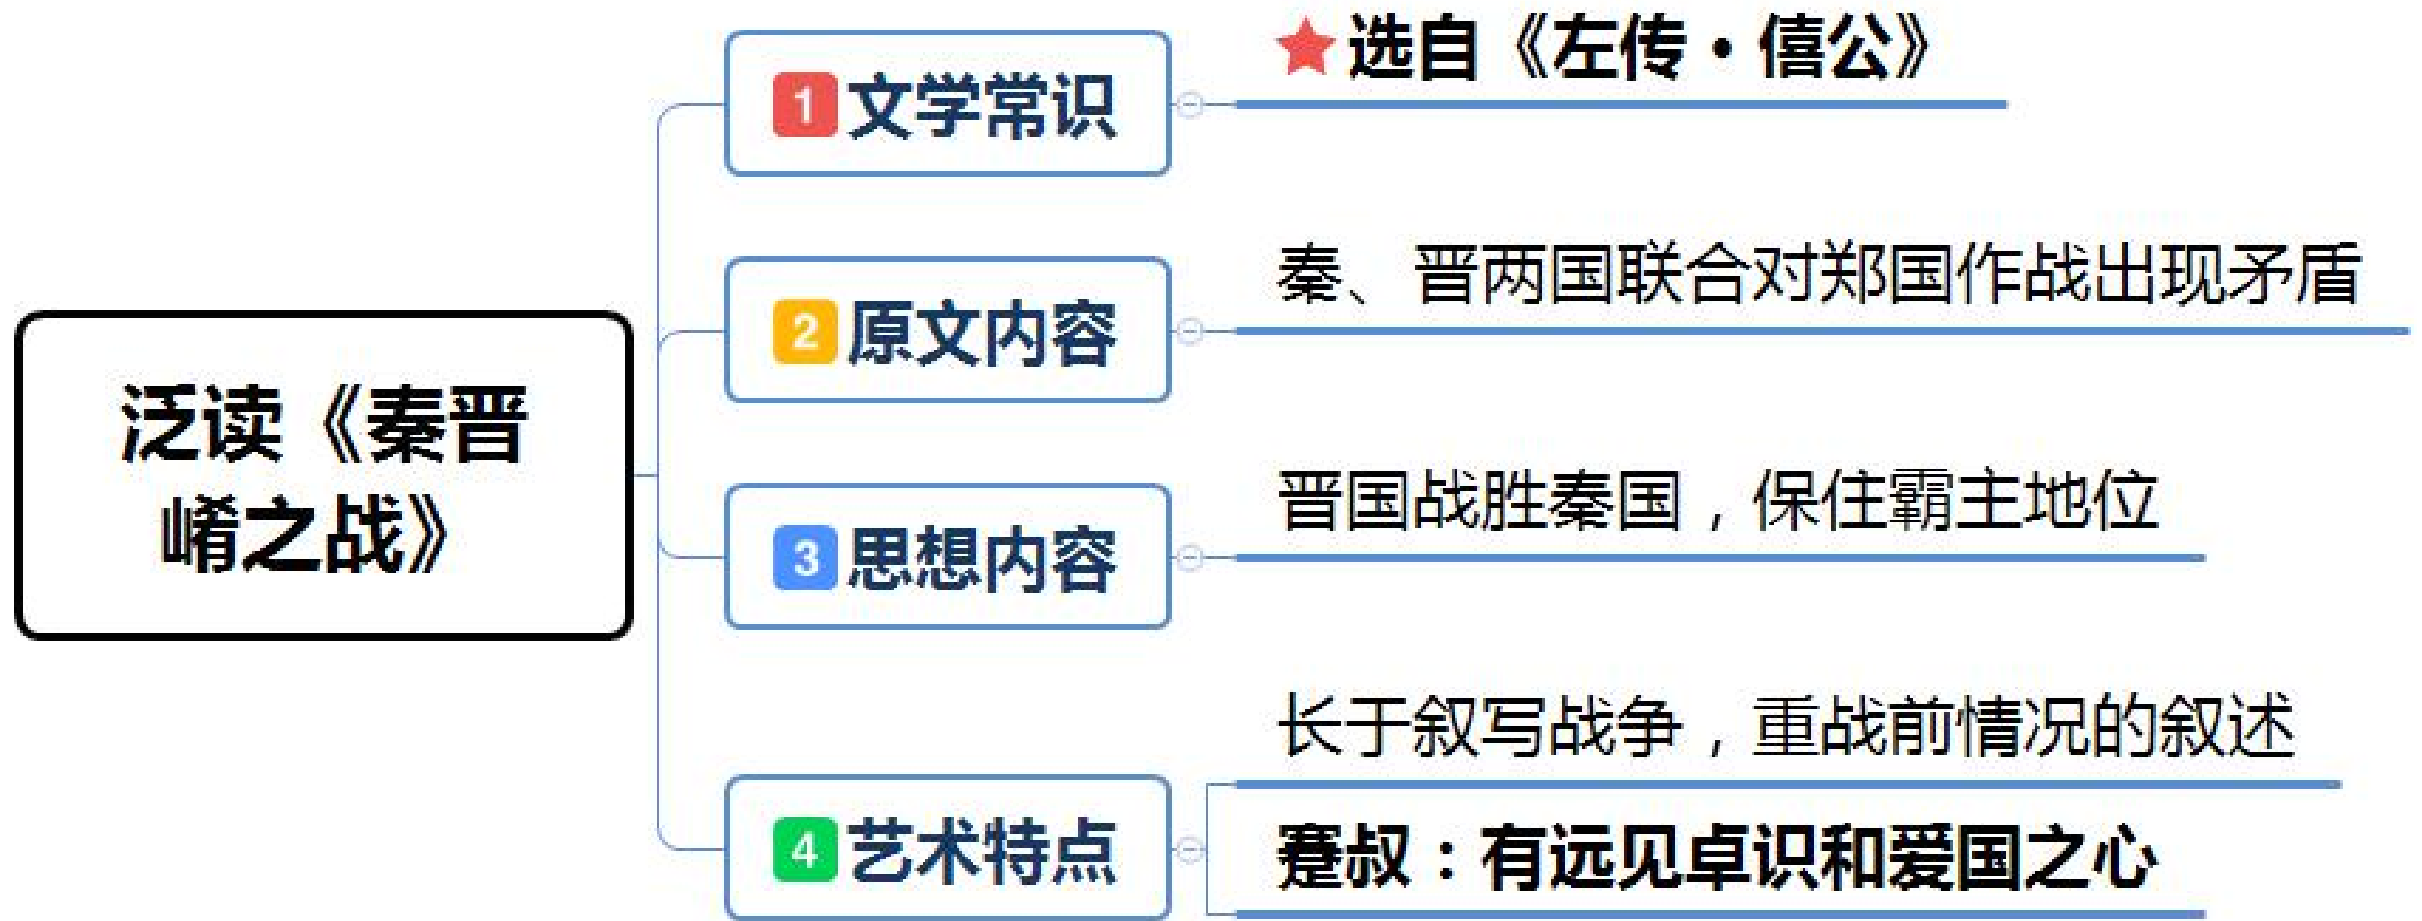 泛读《秦晋
崤之战》
1 文学常识
★选自《左传·僖公》
2 原文内容
秦、晋两国联合对郑国作战出现矛盾
3 思想内容
晋国战胜秦国，保住霸主地位
4 艺术特点
长于叙写战争，重战前情况的叙述
蹇叔：有远见卓识和爱国之心